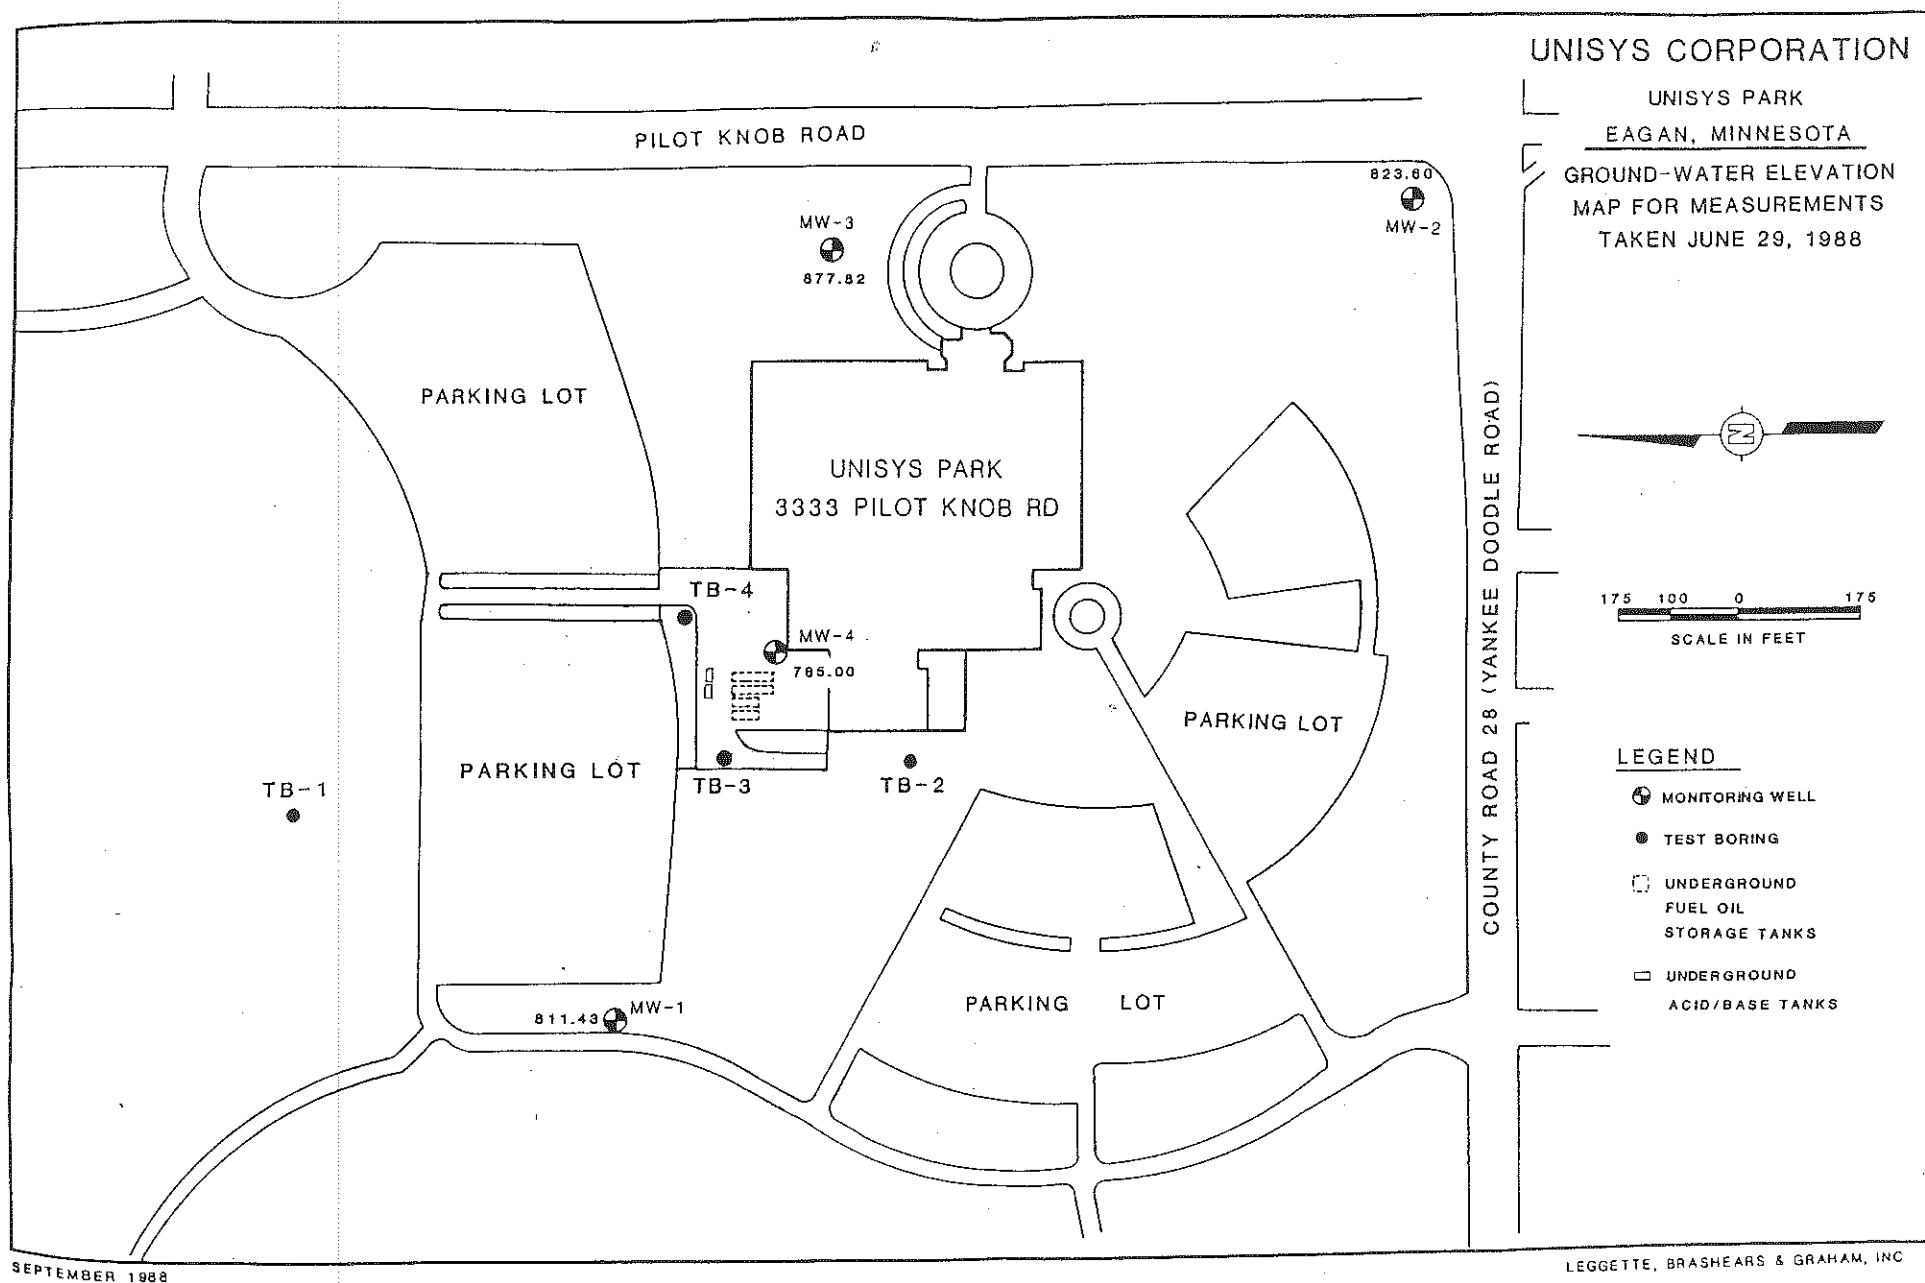 UNISYS CORPORATION
UNISYS PARK
EAGAN, MINNESOTA
GROUND-WATER ELEVATION
MAP FOR MEASUREMENTS
TAKEN JUNE 29, 1988
PILOT KNOB ROAD
823.60
MW-2
MW-3
877.82
PARKING LOT
UNISYS PARK
3333 PILOT KNOB RD
COUNTY ROAD 28 (YANKEE DOODLE ROAD)
N
175 100 0 175
SCALE IN FEET
TB-4
MW-4
785.00
PARKING LOT
PARKING LOT
TB-1
TB-3
TB-2
LEGEND
MONITORING WELL
TEST BORING
UNDERGROUND
FUEL OIL
STORAGE TANKS
UNDERGROUND
ACID/BASE TANKS
811.43
MW-1
PARKING LOT
SEPTEMBER 1988
LEGGETTE, BRASHEARS & GRAHAM, INC